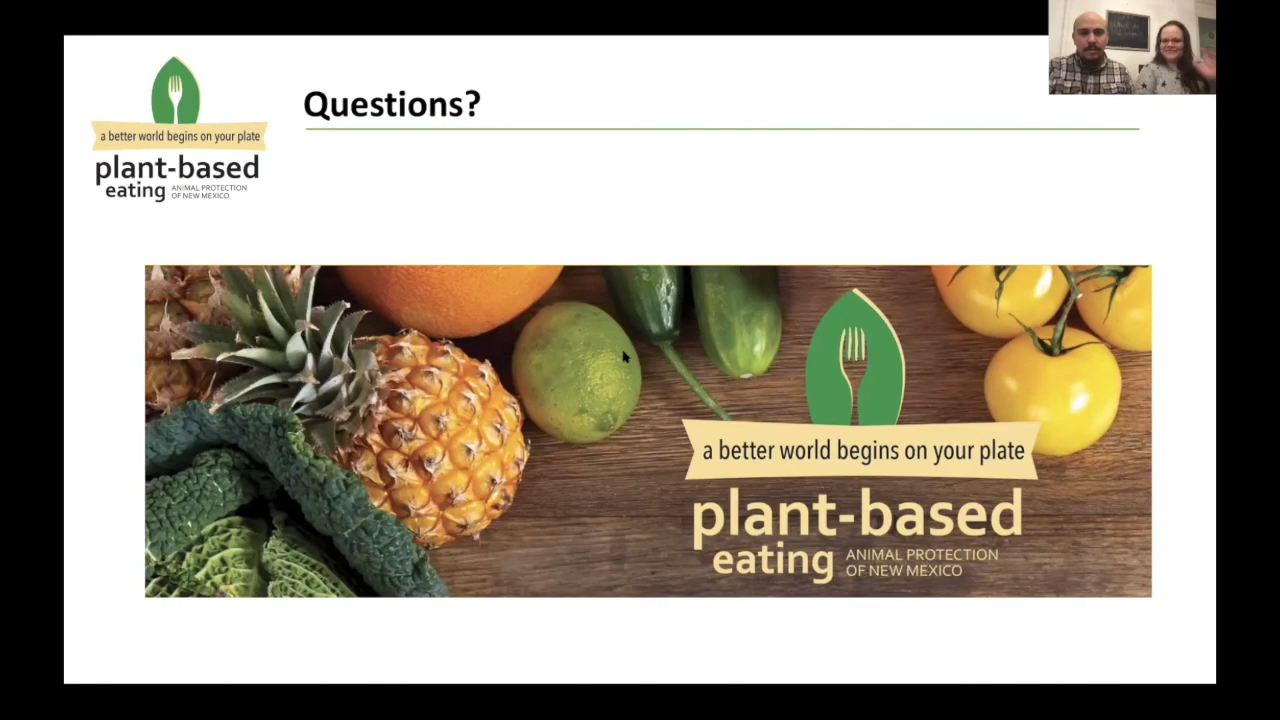 Questions?
a better world begins on your plate
plant-based
eating ANIMAL PROTECTION
OF NEW MEXICO
a better world begins on your plate
plant-based
eating ANIMAL PROTECTION
OF NEW MEXICO